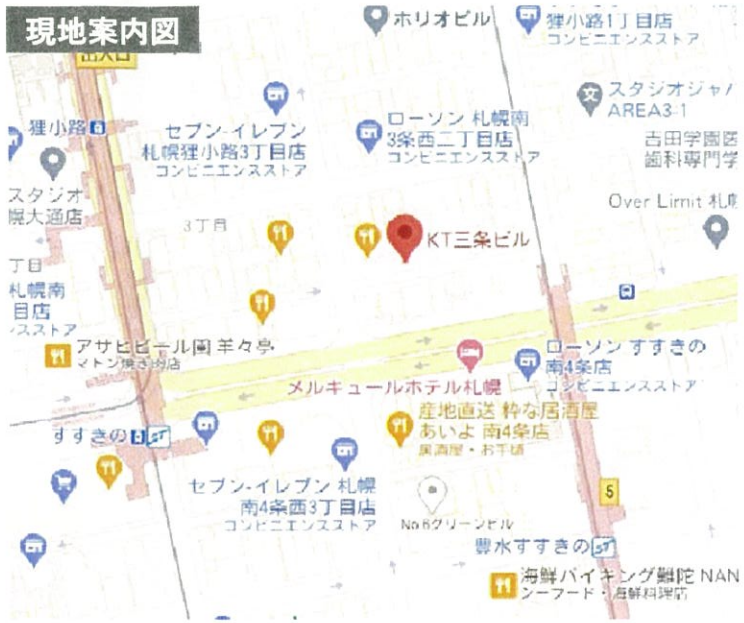 現地案内図
ホリオビル
狸小路1丁目店
コンビニエンスストア
出入口
スタジオジャパ
AREA3-1
狸小路
セブン-イレブン
札幌狸小路3丁目店
コンビニエンスストア
ローソン 札幌南
3条西二丁目店
コンビニエンスストア
吉田学園医
歯科専門学
スタジオ
幌大通店
Over Limit 札幌
3丁目
KT三条ビル
丁目
札幌南
目店
ンスストア
アサヒビール園 羊々亭
マトン焼き肉店
ローソン すすきの
南4条店
コンビニエンスストア
メルキュールホテル札幌
産地直送 粋な居酒屋
あいよ 南4条店
居酒屋・お手頃
すすきの
セブン-イレブン 札幌
南4条西3丁目店
コンビニエンスストア
5
No.6グリーンビル
豊水すすきの
海鮮バイキング難陀 NAN
シーフード・海鮮料理店